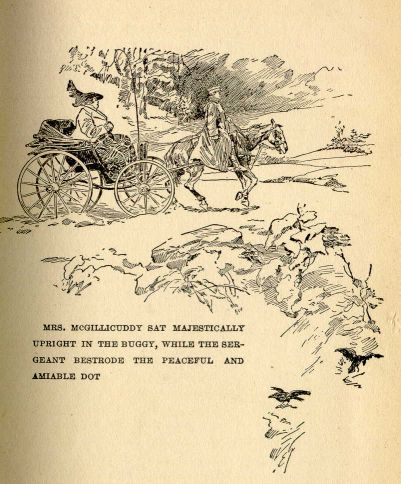 MRS. McGILLICUDDY SAT MAJESTICALLY
UPRIGHT IN THE BUGGY, WHILE THE SER-
GEANT BESTRODE THE PEACEFUL AND
AMIABLE DOT